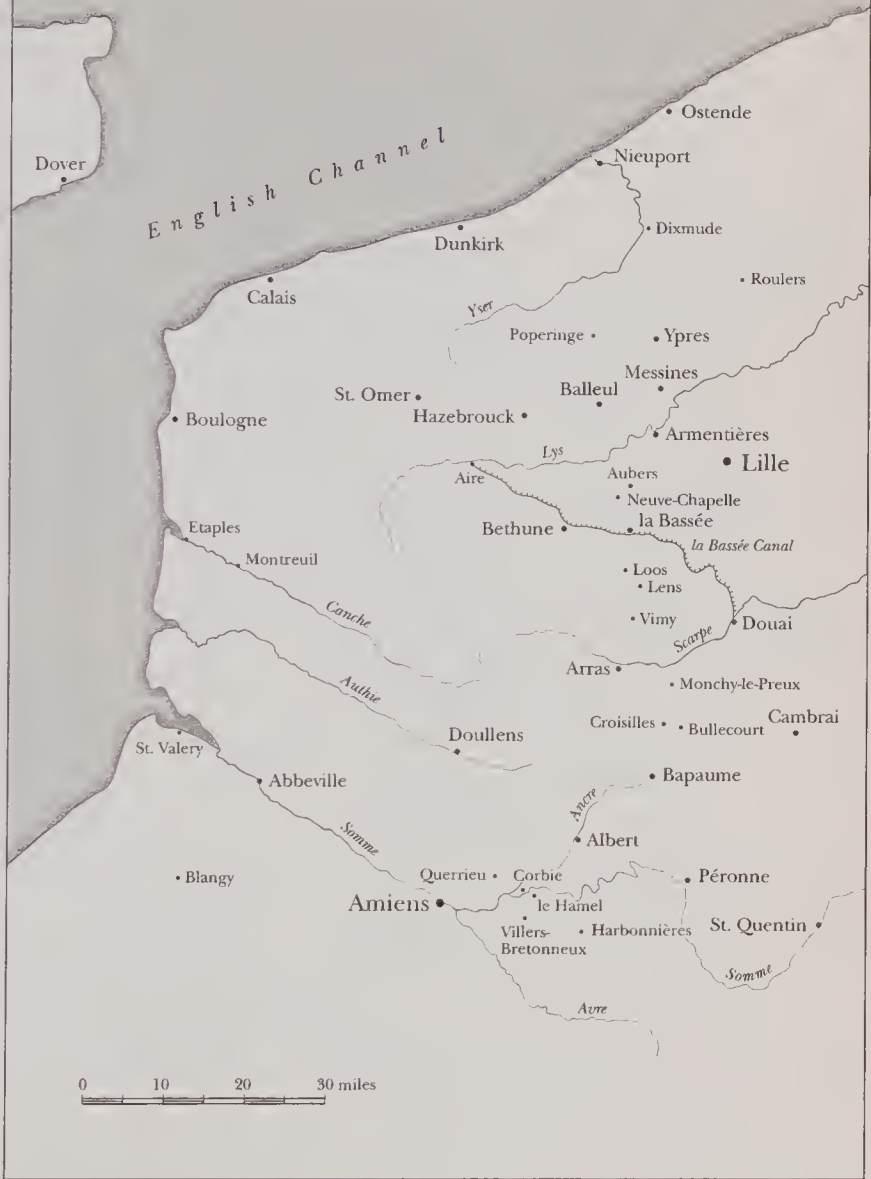 Ostende
Dover
English Channel
Nieuport
Dunkirk
Dixmude
Calais
Roulers
Yser
Poperinge
Ypres
Messines
St. Omer
Balleul
Hazebrouck
Boulogne
Armentières
Lys
Lille
Aire
Aubers
Neuve-Chapelle
Bethune
la Bassée
Etaples
la Bassée Canal
Montreuil
Loos
Lens
Canche
Vimy
Scarpe
Douai
Arras
Authie
Monchy-le-Preux
Croisilles
Bullecourt
Cambrai
St. Valery
Doullens
Abbeville
Bapaume
Ancre
Somme
Albert
Blangy
Querrieu
Corbie
Péronne
Amiens
le Hamel
Villers-
Bretonneux
Harbonnières
St. Quentin
Somme
Avre
0 10 20 30 miles